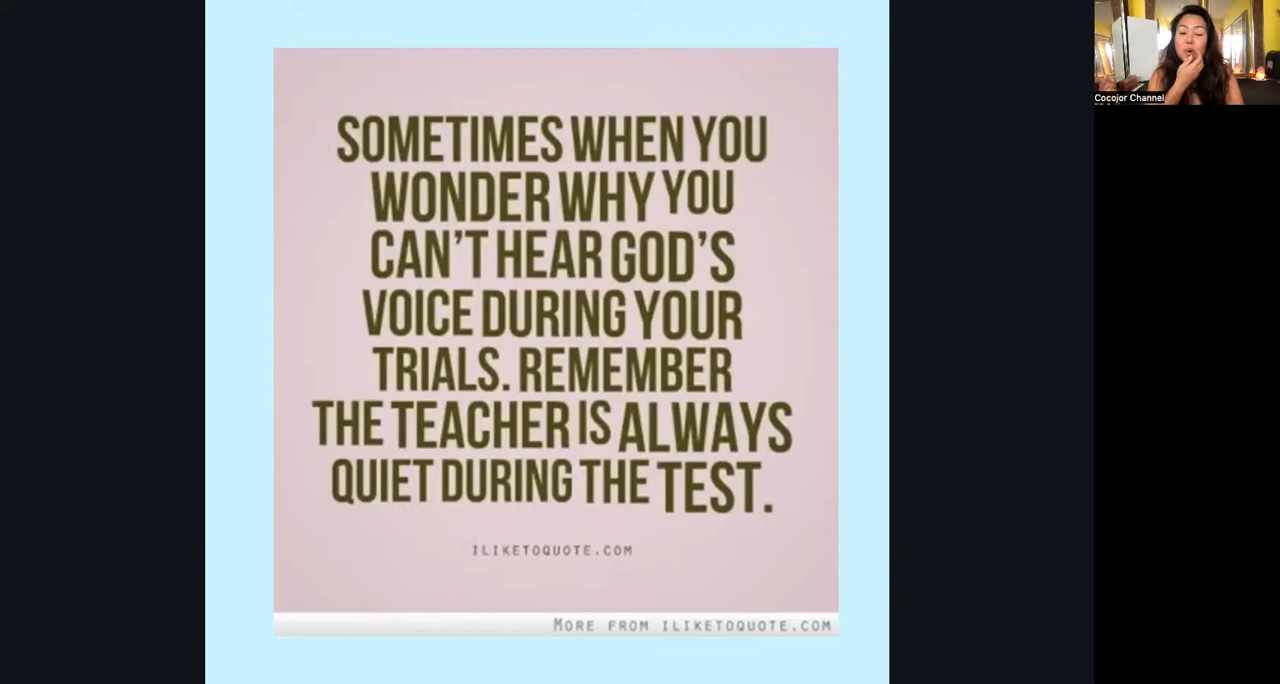 SOMETIMES WHEN YOU
WONDER WHY YOU
CAN'T HEAR GOD'S
VOICE DURING YOUR
TRIALS. REMEMBER
THE TEACHER IS ALWAYS
QUIET DURING THE TEST.
ILIKETOQUOTE.COM
MORE FROM ILIKETOQUOTE.COM
Cocojor Channel